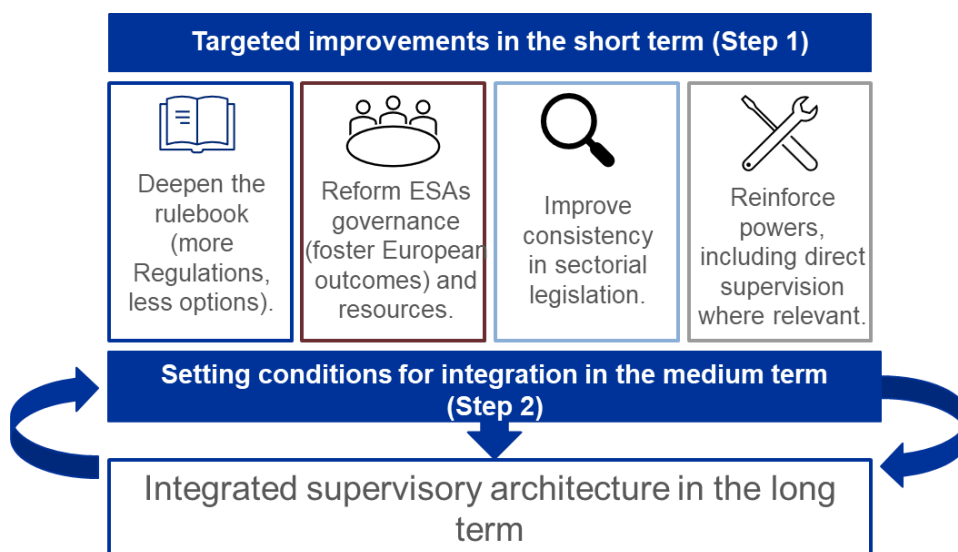 Targeted improvements in the short term (Step 1)
Deepen the
rulebook
(more
Regulations,
less options).
Reform ESAs
governance
(foster European
outcomes) and
resources.
Improve
consistency
in sectorial
legislation.
Reinforce
powers,
including direct
supervision
where relevant.
Setting conditions for integration in the medium term
(Step 2)
Integrated supervisory architecture in the long
term